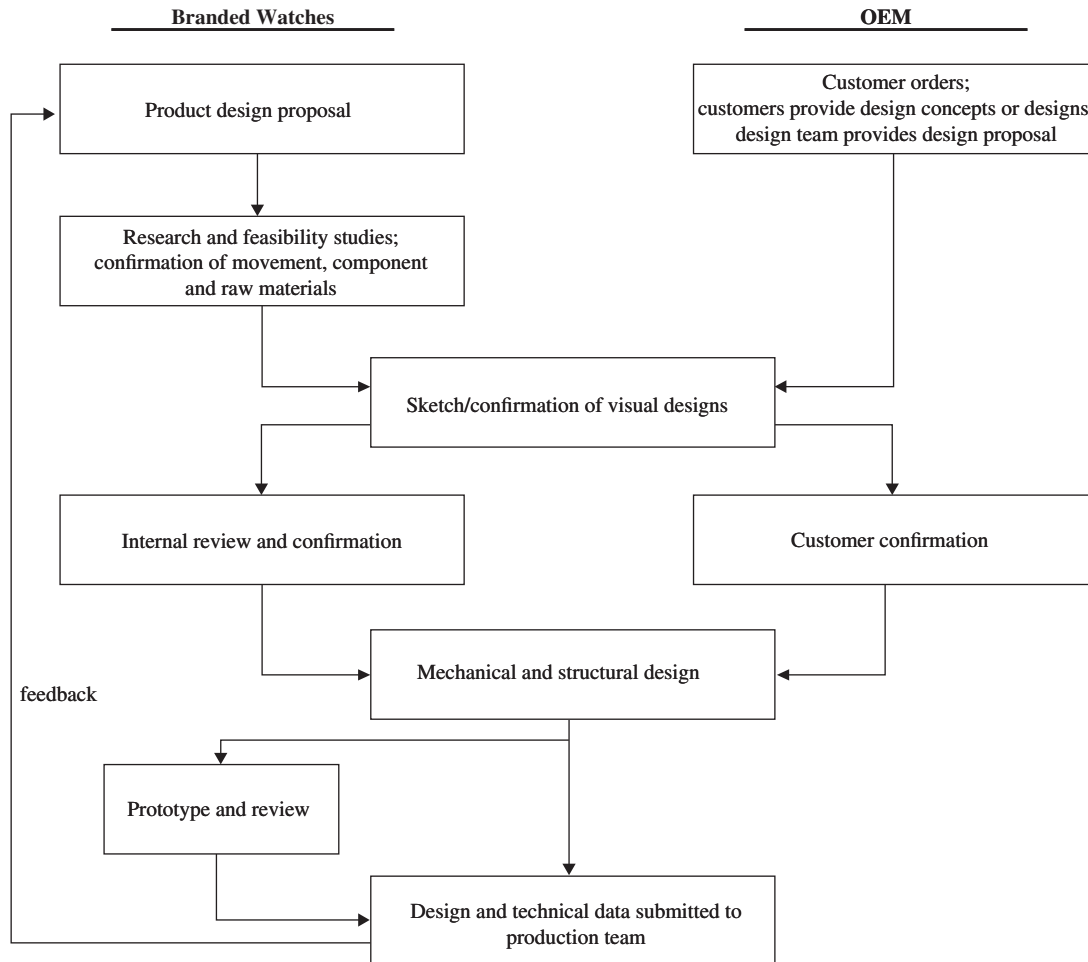 Branded Watches
OEM
Product design proposal
Customer orders;
customers provide design concepts or designs
design team provides design proposal
Research and feasibility studies;
confirmation of movement, component
and raw materials
Sketch/confirmation of visual designs
Internal review and confirmation
Customer confirmation
Mechanical and structural design
feedback
Prototype and review
Design and technical data submitted to
production team